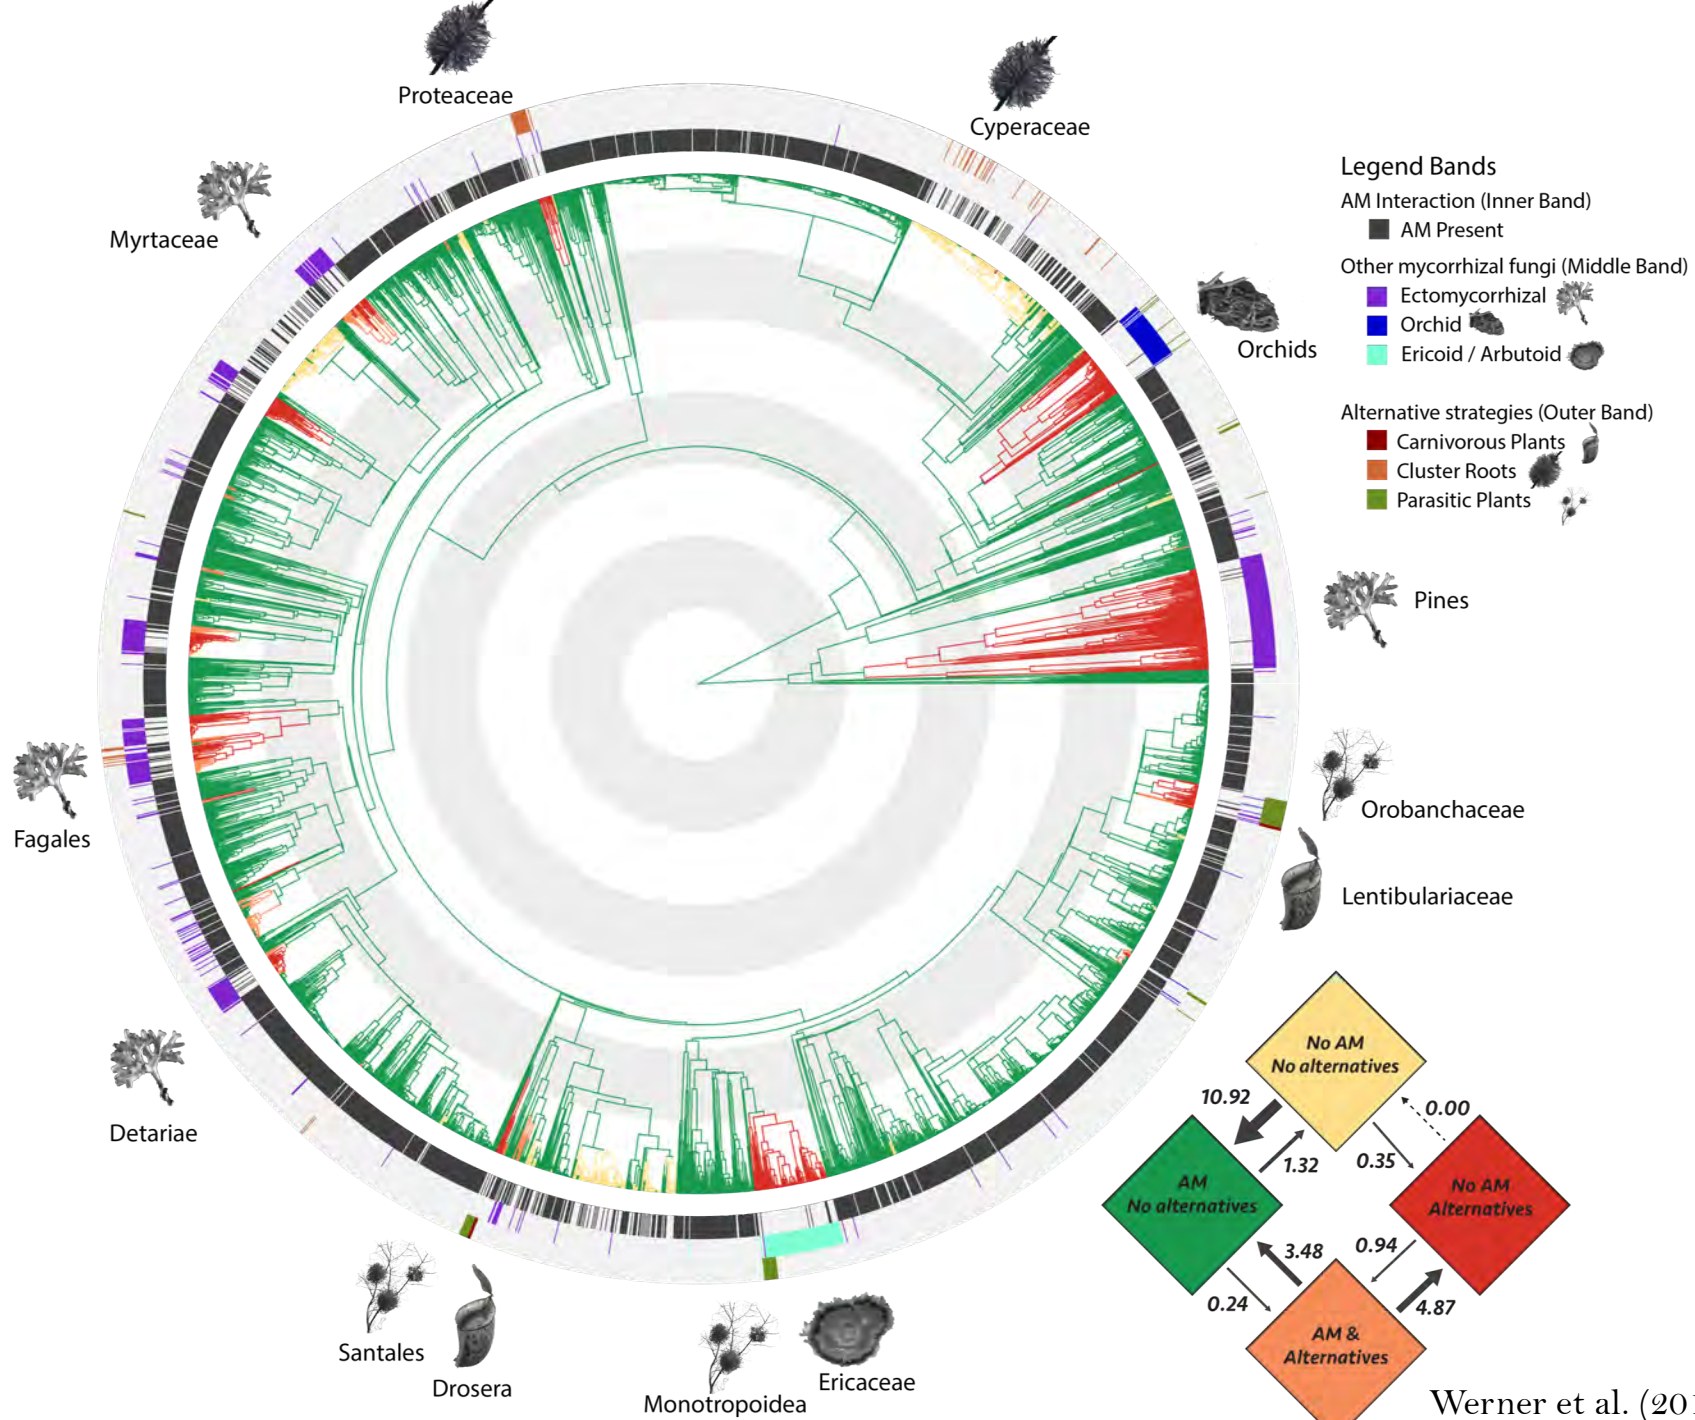 Proteaceae
Cyperaceae
Myrtaceae
Orchids
Pines
Orobanchaceae
Lentibulariaceae
Fagales
Detariae
Santales
Drosera
Monotropoidea
Ericaceae
Legend Bands
AM Interaction (Inner Band)
AM Present
Other mycorrhizal fungi (Middle Band)
Ectomycorrhizal
Orchid
Ericoid / Arbutoid
Alternative strategies (Outer Band)
Carnivorous Plants
Cluster Roots
Parasitic Plants
No AM
No alternatives
10.92
0.00
1.32
0.35
AM
No alternatives
No AM
Alternatives
3.48
0.94
0.24
4.87
AM &
Alternatives
Werner et al. (201